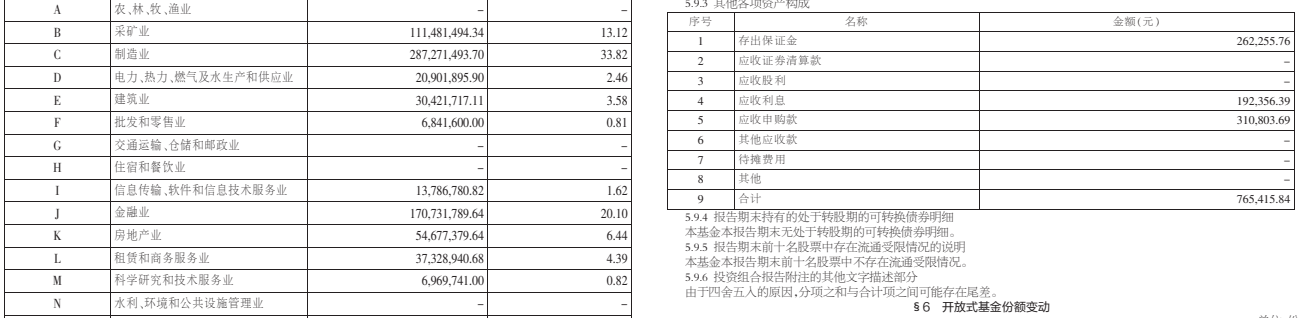 A 农、林、牧、渔业 – –
B 采矿业 111,481,494.34 13.12
C 制造业 287,271,493.70 33.82
D 电力、热力、燃气及水生产和供应业 20,901,895.90 2.46
E 建筑业 30,421,717.11 3.58
F 批发和零售业 6,841,600.00 0.81
G 交通运输、仓储和邮政业 – –
H 住宿和餐饮业 – –
I 信息传输、软件和信息技术服务业 13,786,780.82 1.62
J 金融业 170,731,789.64 20.10
K 房地产业 54,677,379.64 6.44
L 租赁和商务服务业 37,328,940.68 4.39
M 科学研究和技术服务业 6,969,741.00 0.82
N 水利、环境和公共设施管理业 – –
5.9.3 其他各项资产构成
序号 名称 金额(元)
1 存出保证金 262,255.76
2 应收证券清算款 –
3 应收股利 –
4 应收利息 192,356.39
5 应收申购款 310,803.69
6 其他应收款 –
7 待摊费用 –
8 其他 –
9 合计 765,415.84
5.9.4 报告期末持有的处于转股期的可转换债券明细
本基金本报告期末无处于转股期的可转换债券。
5.9.5 报告期末前十名股票中存在流通受限情况的说明
本基金本报告期末前十名股票中不存在流通受限情况。
5.9.6 投资组合报告附注的其他文字描述部分
由于四舍五入的原因,分项之和与合计项之间可能存在尾差。
§6 开放式基金份额变动